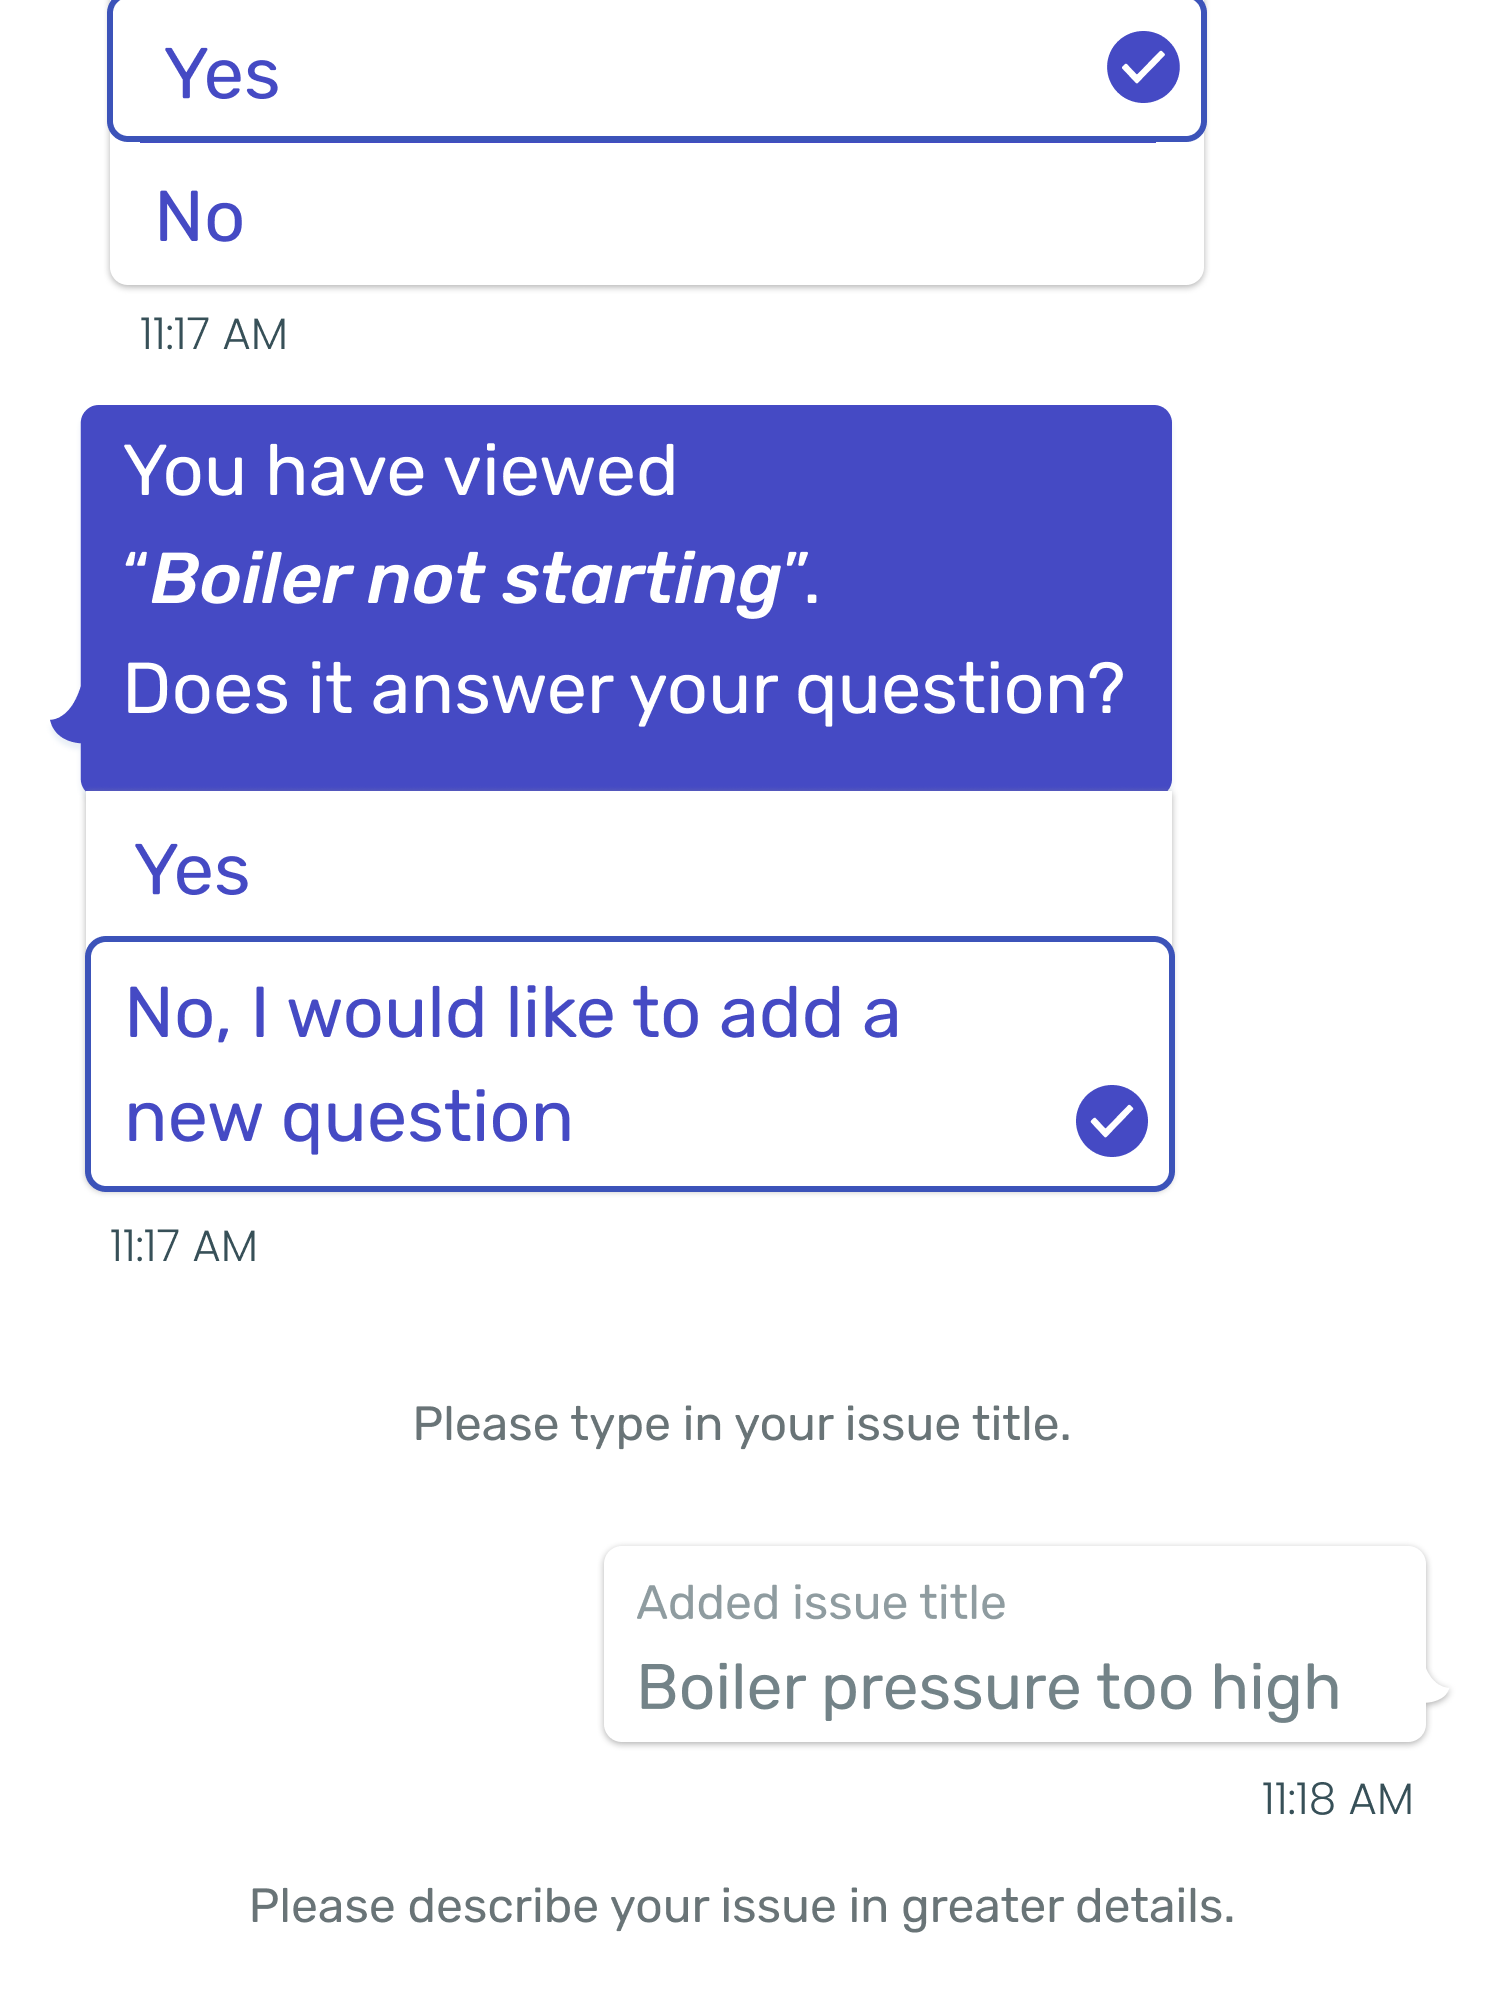 Yes
No
11:17 AM
You have viewed
“Boiler not starting”.
Does it answer your question?
Yes
No, I would like to add a
new question
11:17 AM
Please type in your issue title.
Added issue title
Boiler pressure too high
11:18 AM
Please describe your issue in greater details.